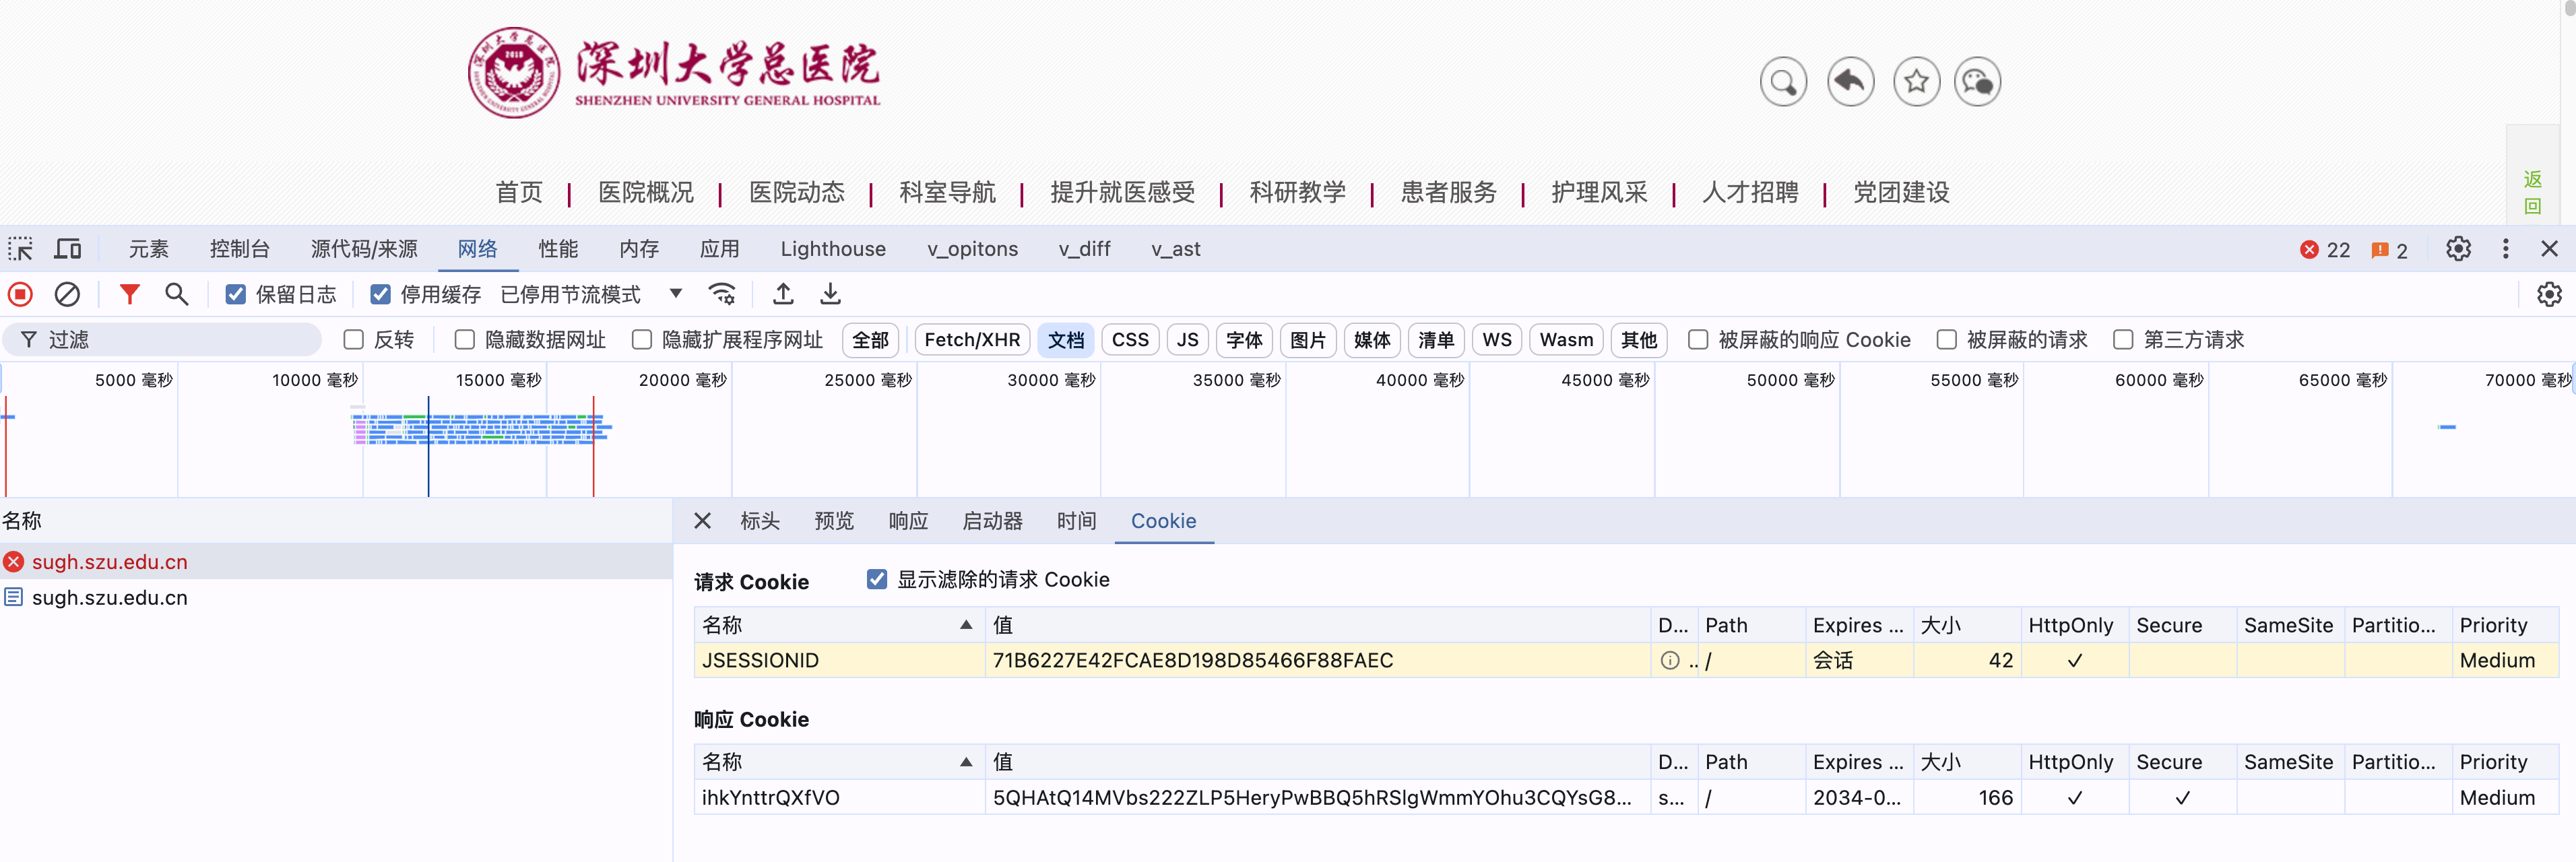 深圳大学总医院
SHENZHEN UNIVERSITY GENERAL HOSPITAL
首页 医院概况 医院动态 科室导航 提升就医感受 科研教学 患者服务 护理风采 人才招聘 党团建设
返
回
元素 控制台 源代码/来源 网络 性能 内存 应用 Lighthouse v_opitons v_diff v_ast 22 2
保留日志 停用缓存 已停用节流模式
过滤 反转 隐藏数据网址 隐藏扩展程序网址 全部 Fetch/XHR 文档 CSS JS 字体 图片 媒体 清单 WS Wasm 其他 被屏蔽的响应 Cookie 被屏蔽的请求 第三方请求
5000 毫秒 10000 毫秒 15000 毫秒 20000 毫秒 25000 毫秒 30000 毫秒 35000 毫秒 40000 毫秒 45000 毫秒 50000 毫秒 55000 毫秒 60000 毫秒 65000 毫秒 70000 毫秒
名称
sugh.szu.edu.cn
sugh.szu.edu.cn
标头 预览 响应 启动器 时间 Cookie
请求 Cookie 显示滤除的请求 Cookie
名称 值 D... Path Expires ... 大小 HttpOnly Secure SameSite Partitio... Priority
JSESSIONID 71B6227E42FCAE8D198D85466F88FAEC .. / 会话 42 ✓ Medium
响应 Cookie
名称 值 D... Path Expires ... 大小 HttpOnly Secure SameSite Partitio... Priority
ihkYnttrQXfVO 5QHAtQ14MVbs222ZLP5HeryPwBBQ5hRSlgWmmYOhu3CQYsG8... s... / 2034-0... 166 ✓ ✓ Medium